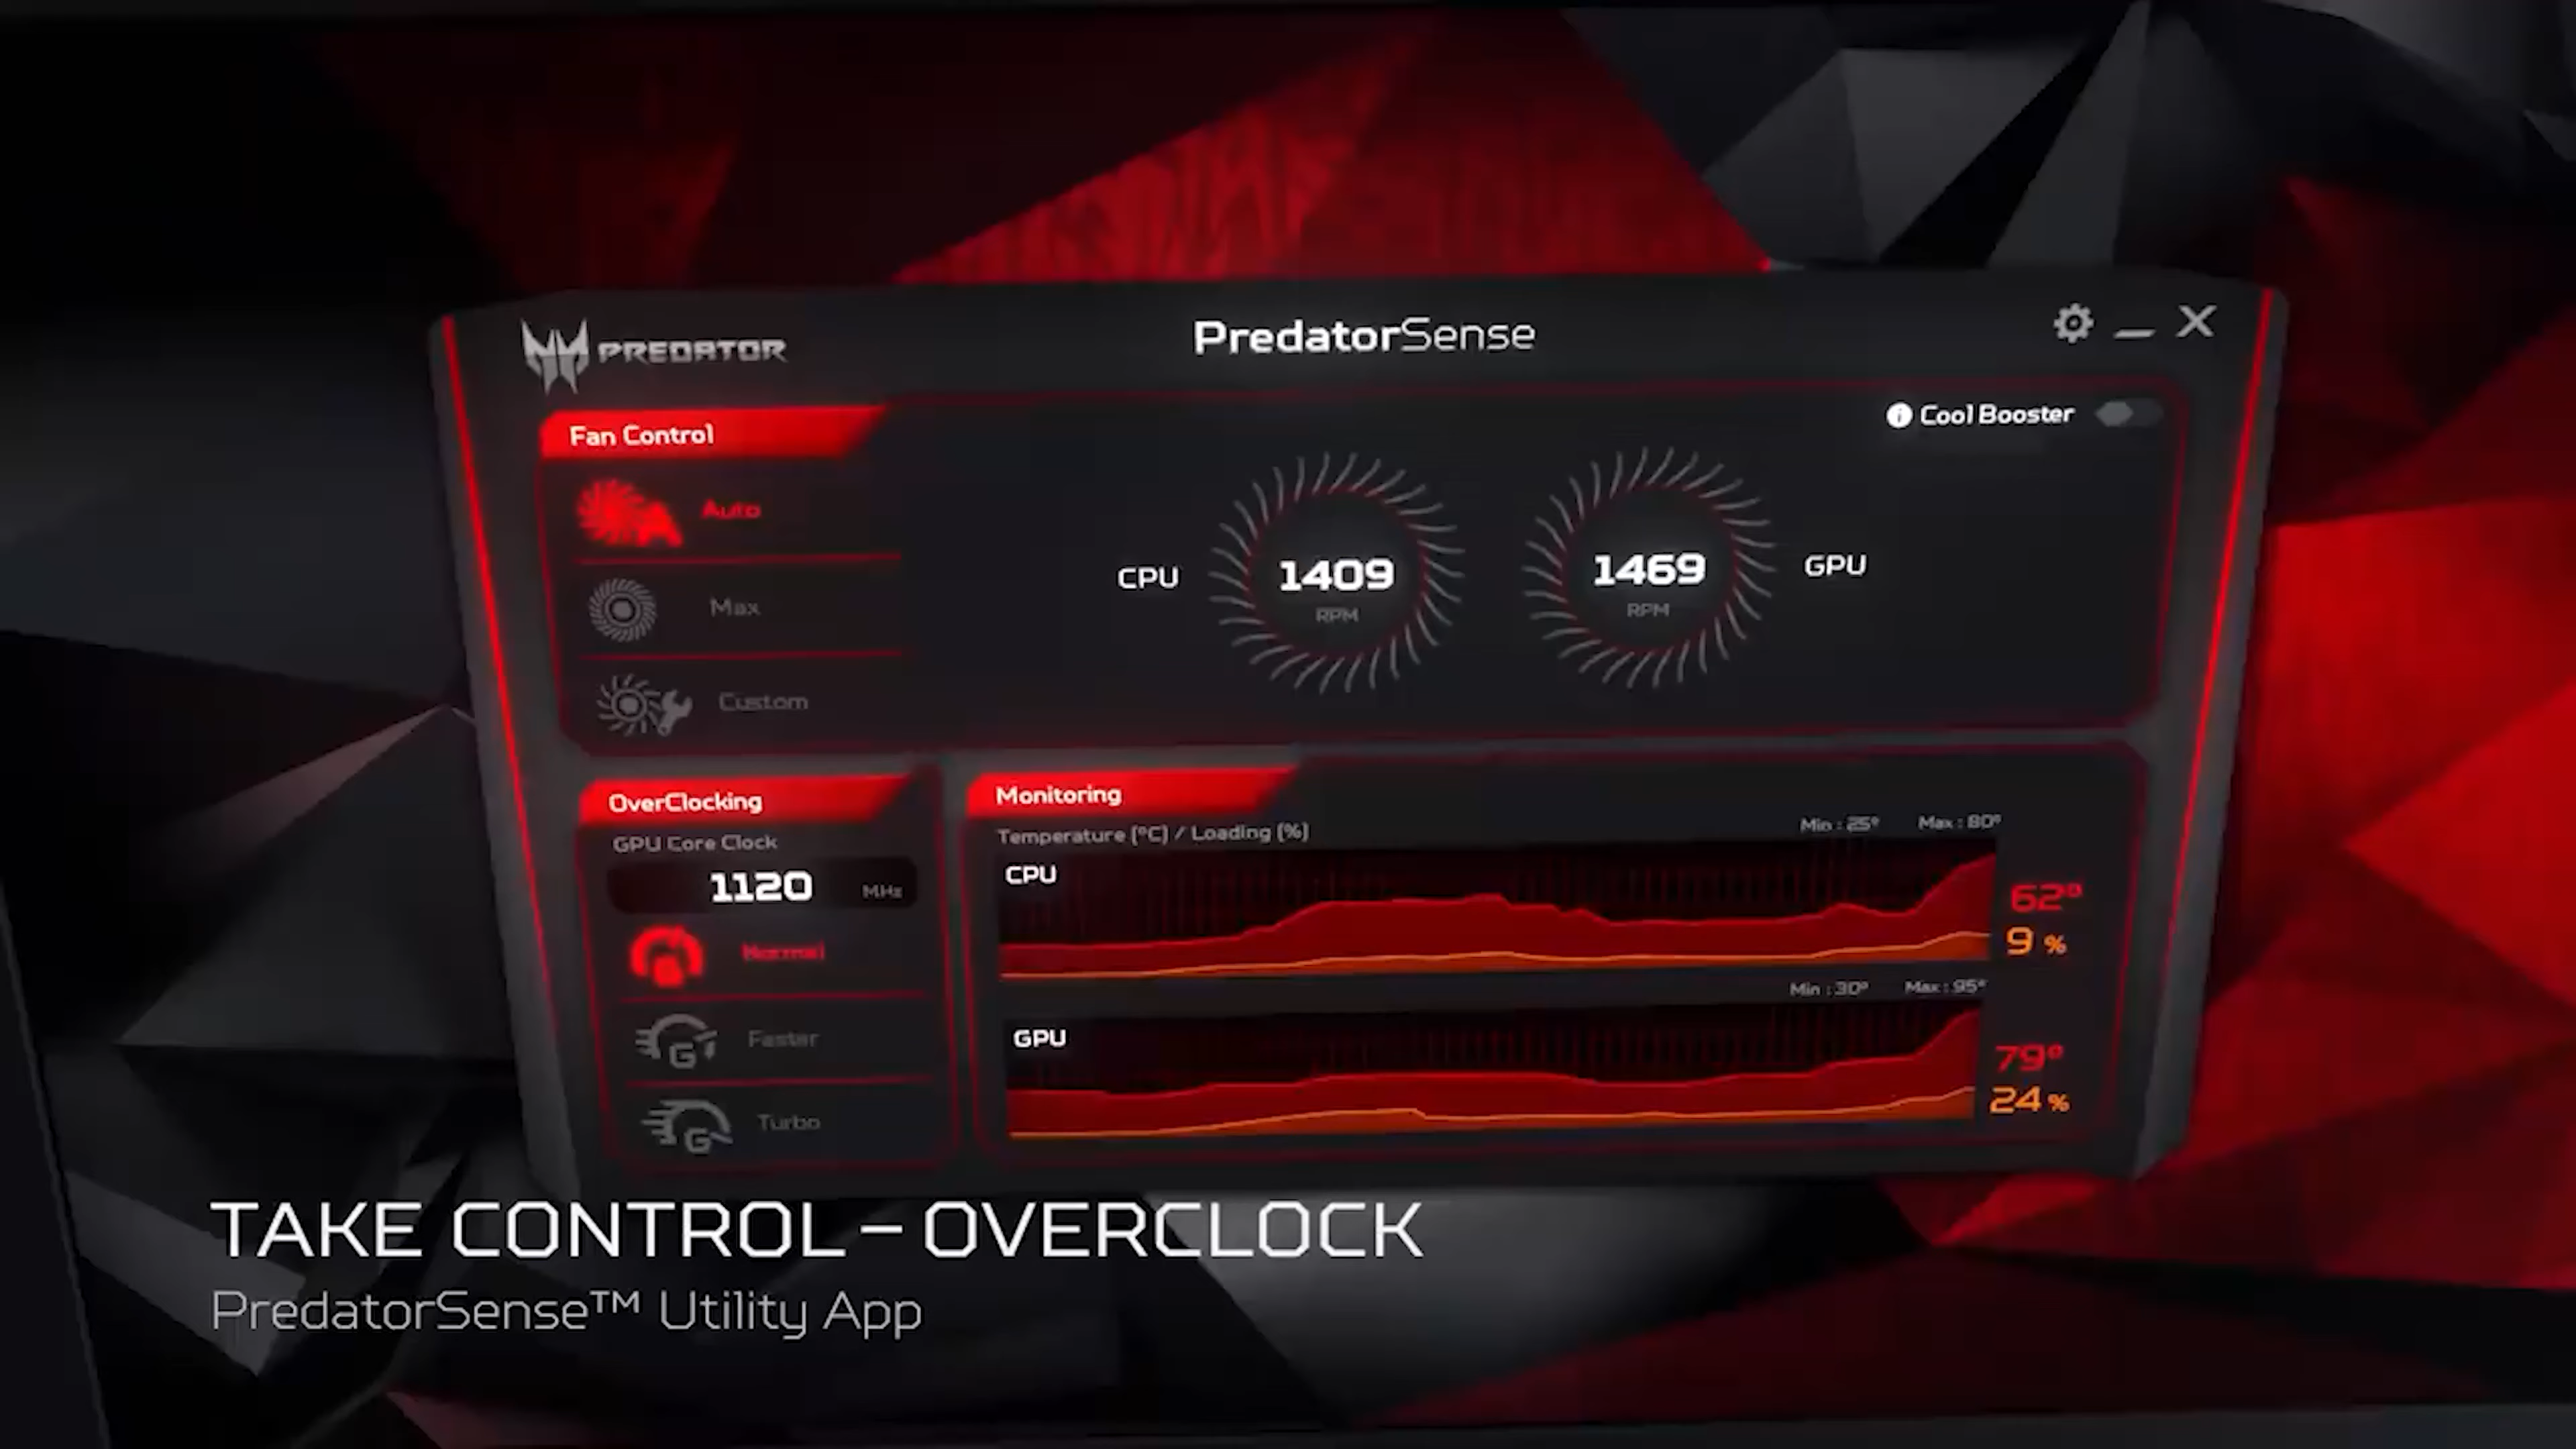 PREDATOR
PredatorSense
Fan Control
Cool Booster
Auto
Max
Custom
CPU
1409
RPM
1469
RPM
GPU
OverClocking
GPU Core Clock
1120 MHz
Normal
Faster
Turbo
Monitoring
Temperature (°C) / Loading (%)
Min : 25° Max : 80°
CPU
62°
9 %
Min : 30° Max : 95°
GPU
79°
24 %
TAKE CONTROL – OVERCLOCK
PredatorSense™ Utility App